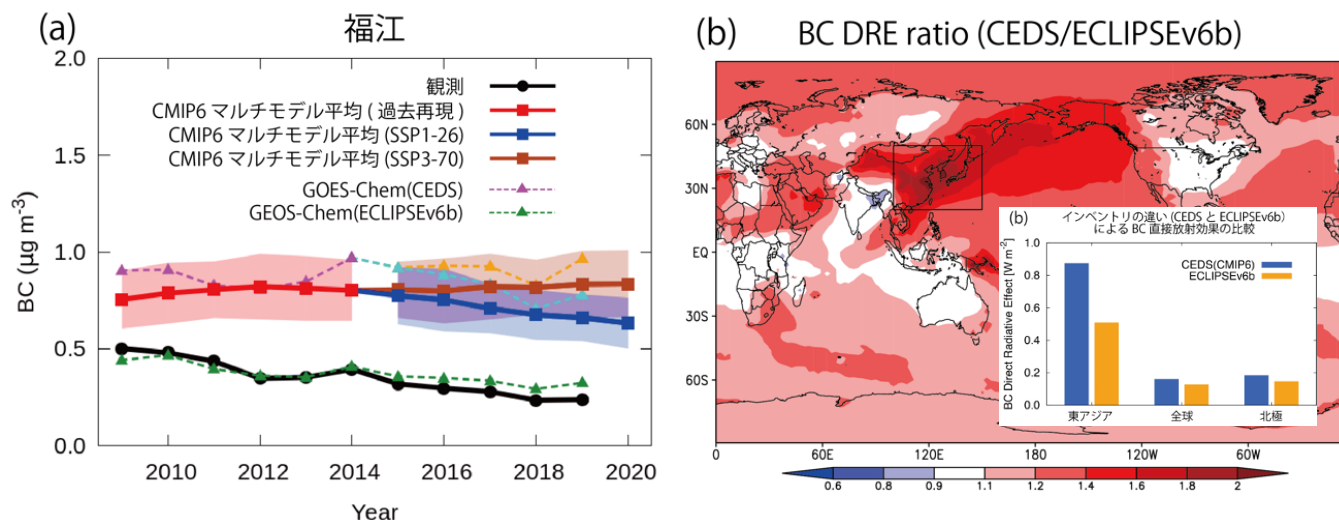 (a)
福江
2.0
1.5
1.0
0.5
0.0
BC (μg m-3)
観測
CMIP6 マルチモデル平均 ( 過去再現 )
CMIP6 マルチモデル平均 (SSP1-26)
CMIP6 マルチモデル平均 (SSP3-70)
GOES-Chem(CEDS)
GEOS-Chem(ECLIPSEv6b)
2010 2012 2014 2016 2018 2020
Year
(b)
BC DRE ratio (CEDS/ECLIPSEv6b)
60N
30N
EQ
30S
60S
60E 120E 180 120W 60W
0.6 0.8 0.9 1.1 1.2 1.4 1.6 1.8 2
(b)
インベントリの違い (CEDS と ECLIPSEv6b)
による BC 直接放射効果の比較
BC Direct Radiative Effect [W m-2]
1.0
0.8
0.6
0.4
0.2
0.0
CEDS(CMIP6)
ECLIPSEv6b
東アジア 全球 北極